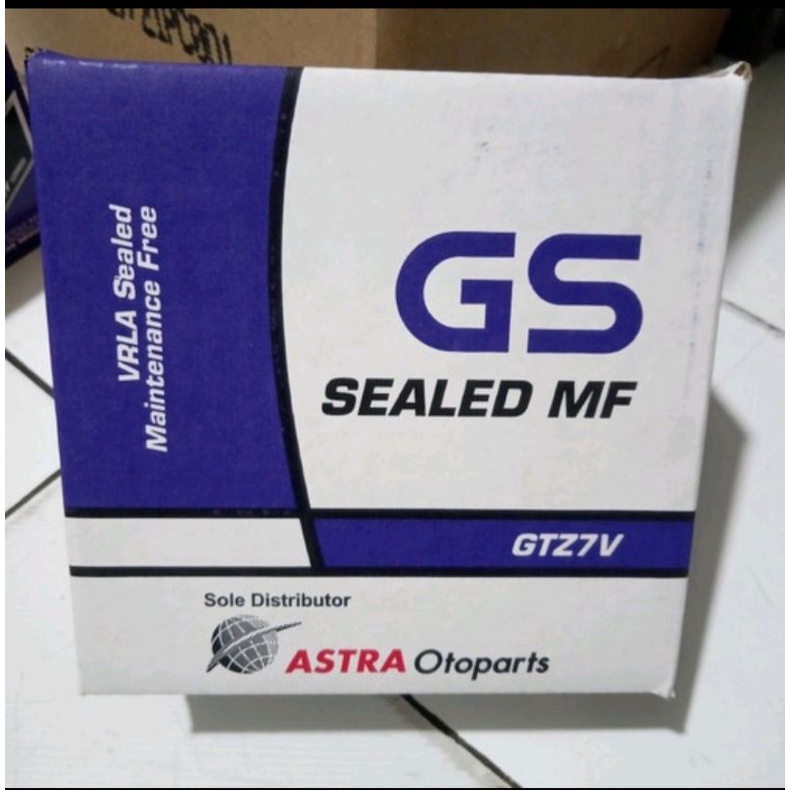 VRLA Sealed
Maintenance Free
GS
SEALED MF
GTZ7V
Sole Distributor
ASTRA Otoparts